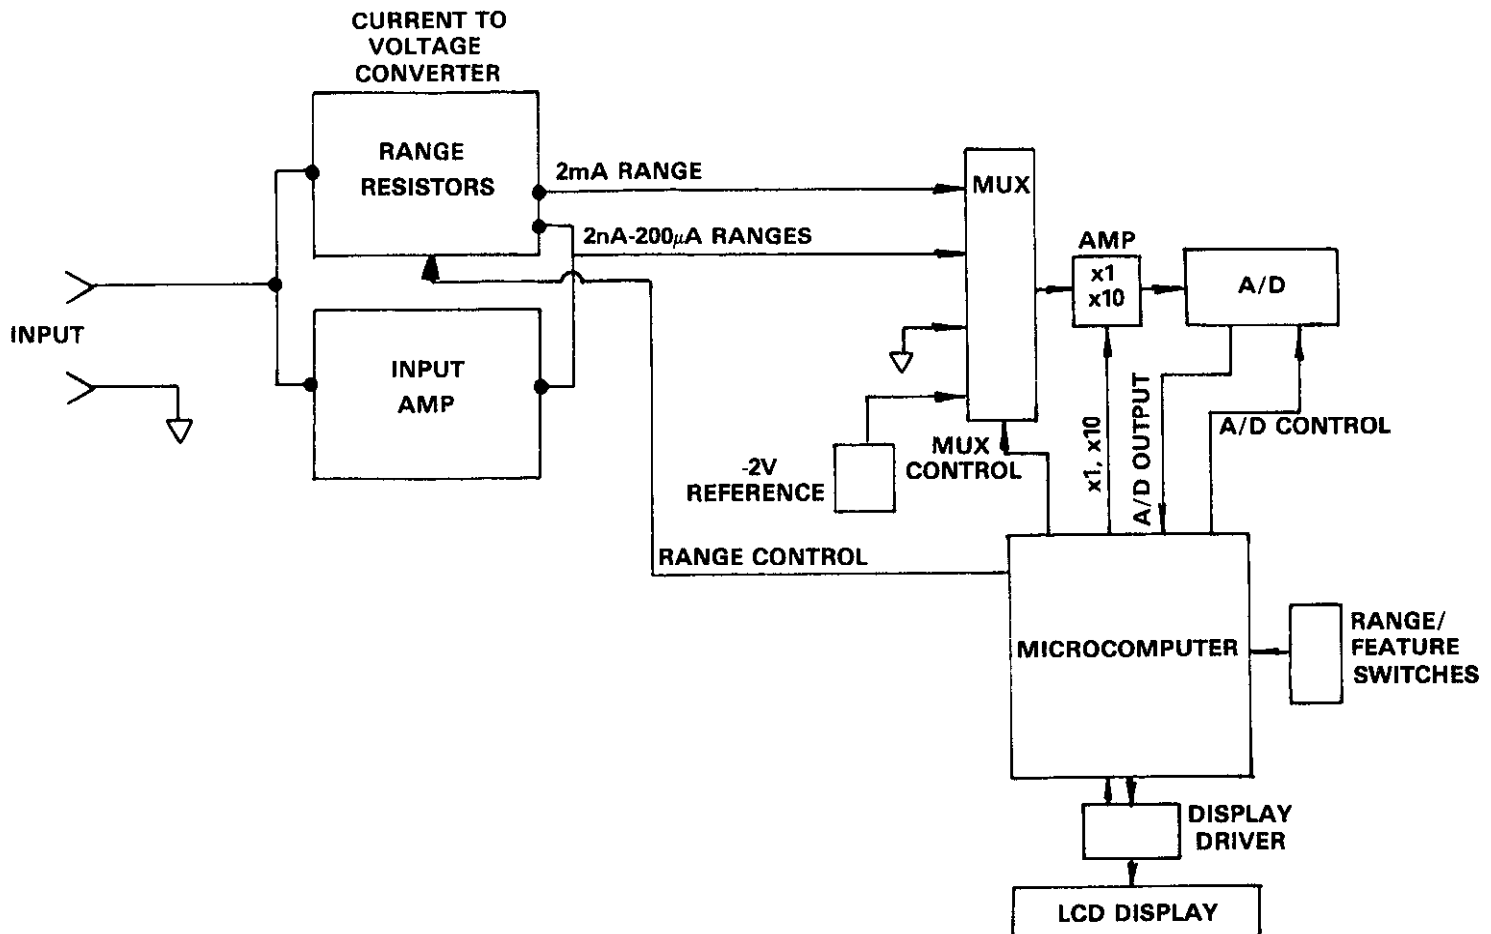 CURRENT TO
VOLTAGE
CONVERTER
RANGE
RESISTORS
2mA RANGE
MUX
2nA-200μA RANGES
AMP
x1
x10
A/D
INPUT
INPUT
AMP
A/D OUTPUT
x1, x10
A/D CONTROL
MUX
CONTROL
-2V
REFERENCE
RANGE CONTROL
MICROCOMPUTER
RANGE/
FEATURE
SWITCHES
DISPLAY
DRIVER
LCD DISPLAY